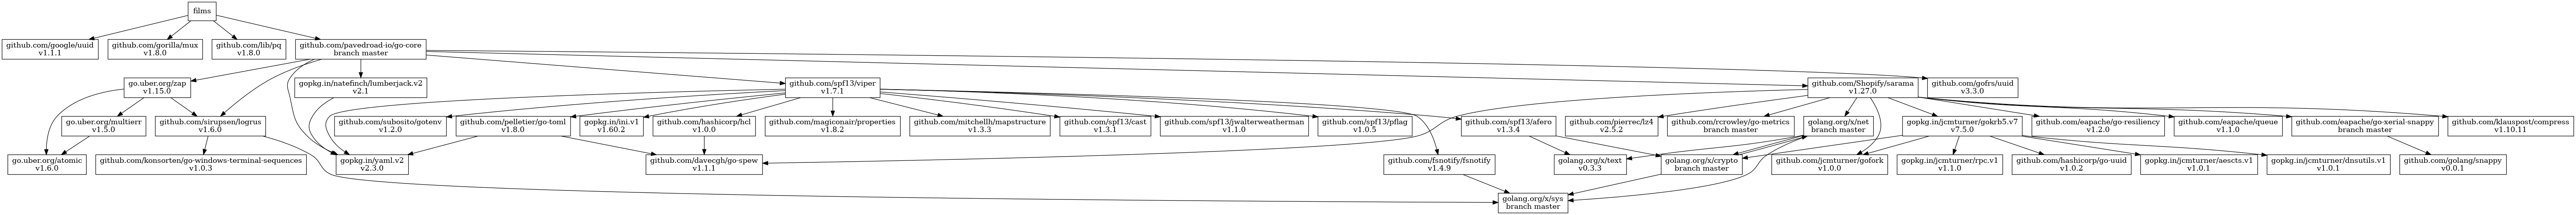 films
github.com/google/uuid
v1.1.1
github.com/gorilla/mux
v1.8.0
github.com/lib/pq
v1.8.0
github.com/pavedroad-io/go-core
branch master
go.uber.org/zap
v1.15.0
gopkg.in/natefinch/lumberjack.v2
v2.1
github.com/spf13/viper
v1.7.1
github.com/Shopify/sarama
v1.27.0
github.com/gofrs/uuid
v3.3.0
go.uber.org/multierr
v1.5.0
github.com/sirupsen/logrus
v1.6.0
github.com/subosito/gotenv
v1.2.0
github.com/pelletier/go-toml
v1.8.0
gopkg.in/ini.v1
v1.60.2
github.com/hashicorp/hcl
v1.0.0
github.com/magiconair/properties
v1.8.2
github.com/mitchellh/mapstructure
v1.3.3
github.com/spf13/cast
v1.3.1
github.com/spf13/jwalterweatherman
v1.1.0
github.com/spf13/pflag
v1.0.5
github.com/spf13/afero
v1.3.4
github.com/pierrec/lz4
v2.5.2
github.com/rcrowley/go-metrics
branch master
golang.org/x/net
branch master
gopkg.in/jcmturner/gokrb5.v7
v7.5.0
github.com/eapache/go-resiliency
v1.2.0
github.com/eapache/queue
v1.1.0
github.com/eapache/go-xerial-snappy
branch master
github.com/klauspost/compress
v1.10.11
go.uber.org/atomic
v1.6.0
github.com/konsorten/go-windows-terminal-sequences
v1.0.3
gopkg.in/yaml.v2
v2.3.0
github.com/davecgh/go-spew
v1.1.1
github.com/fsnotify/fsnotify
v1.4.9
golang.org/x/text
v0.3.3
golang.org/x/crypto
branch master
github.com/jcmturner/gofork
v1.0.0
gopkg.in/jcmturner/rpc.v1
v1.1.0
github.com/hashicorp/go-uuid
v1.0.2
gopkg.in/jcmturner/aescts.v1
v1.0.1
gopkg.in/jcmturner/dnsutils.v1
v1.0.1
github.com/golang/snappy
v0.0.1
golang.org/x/sys
branch master